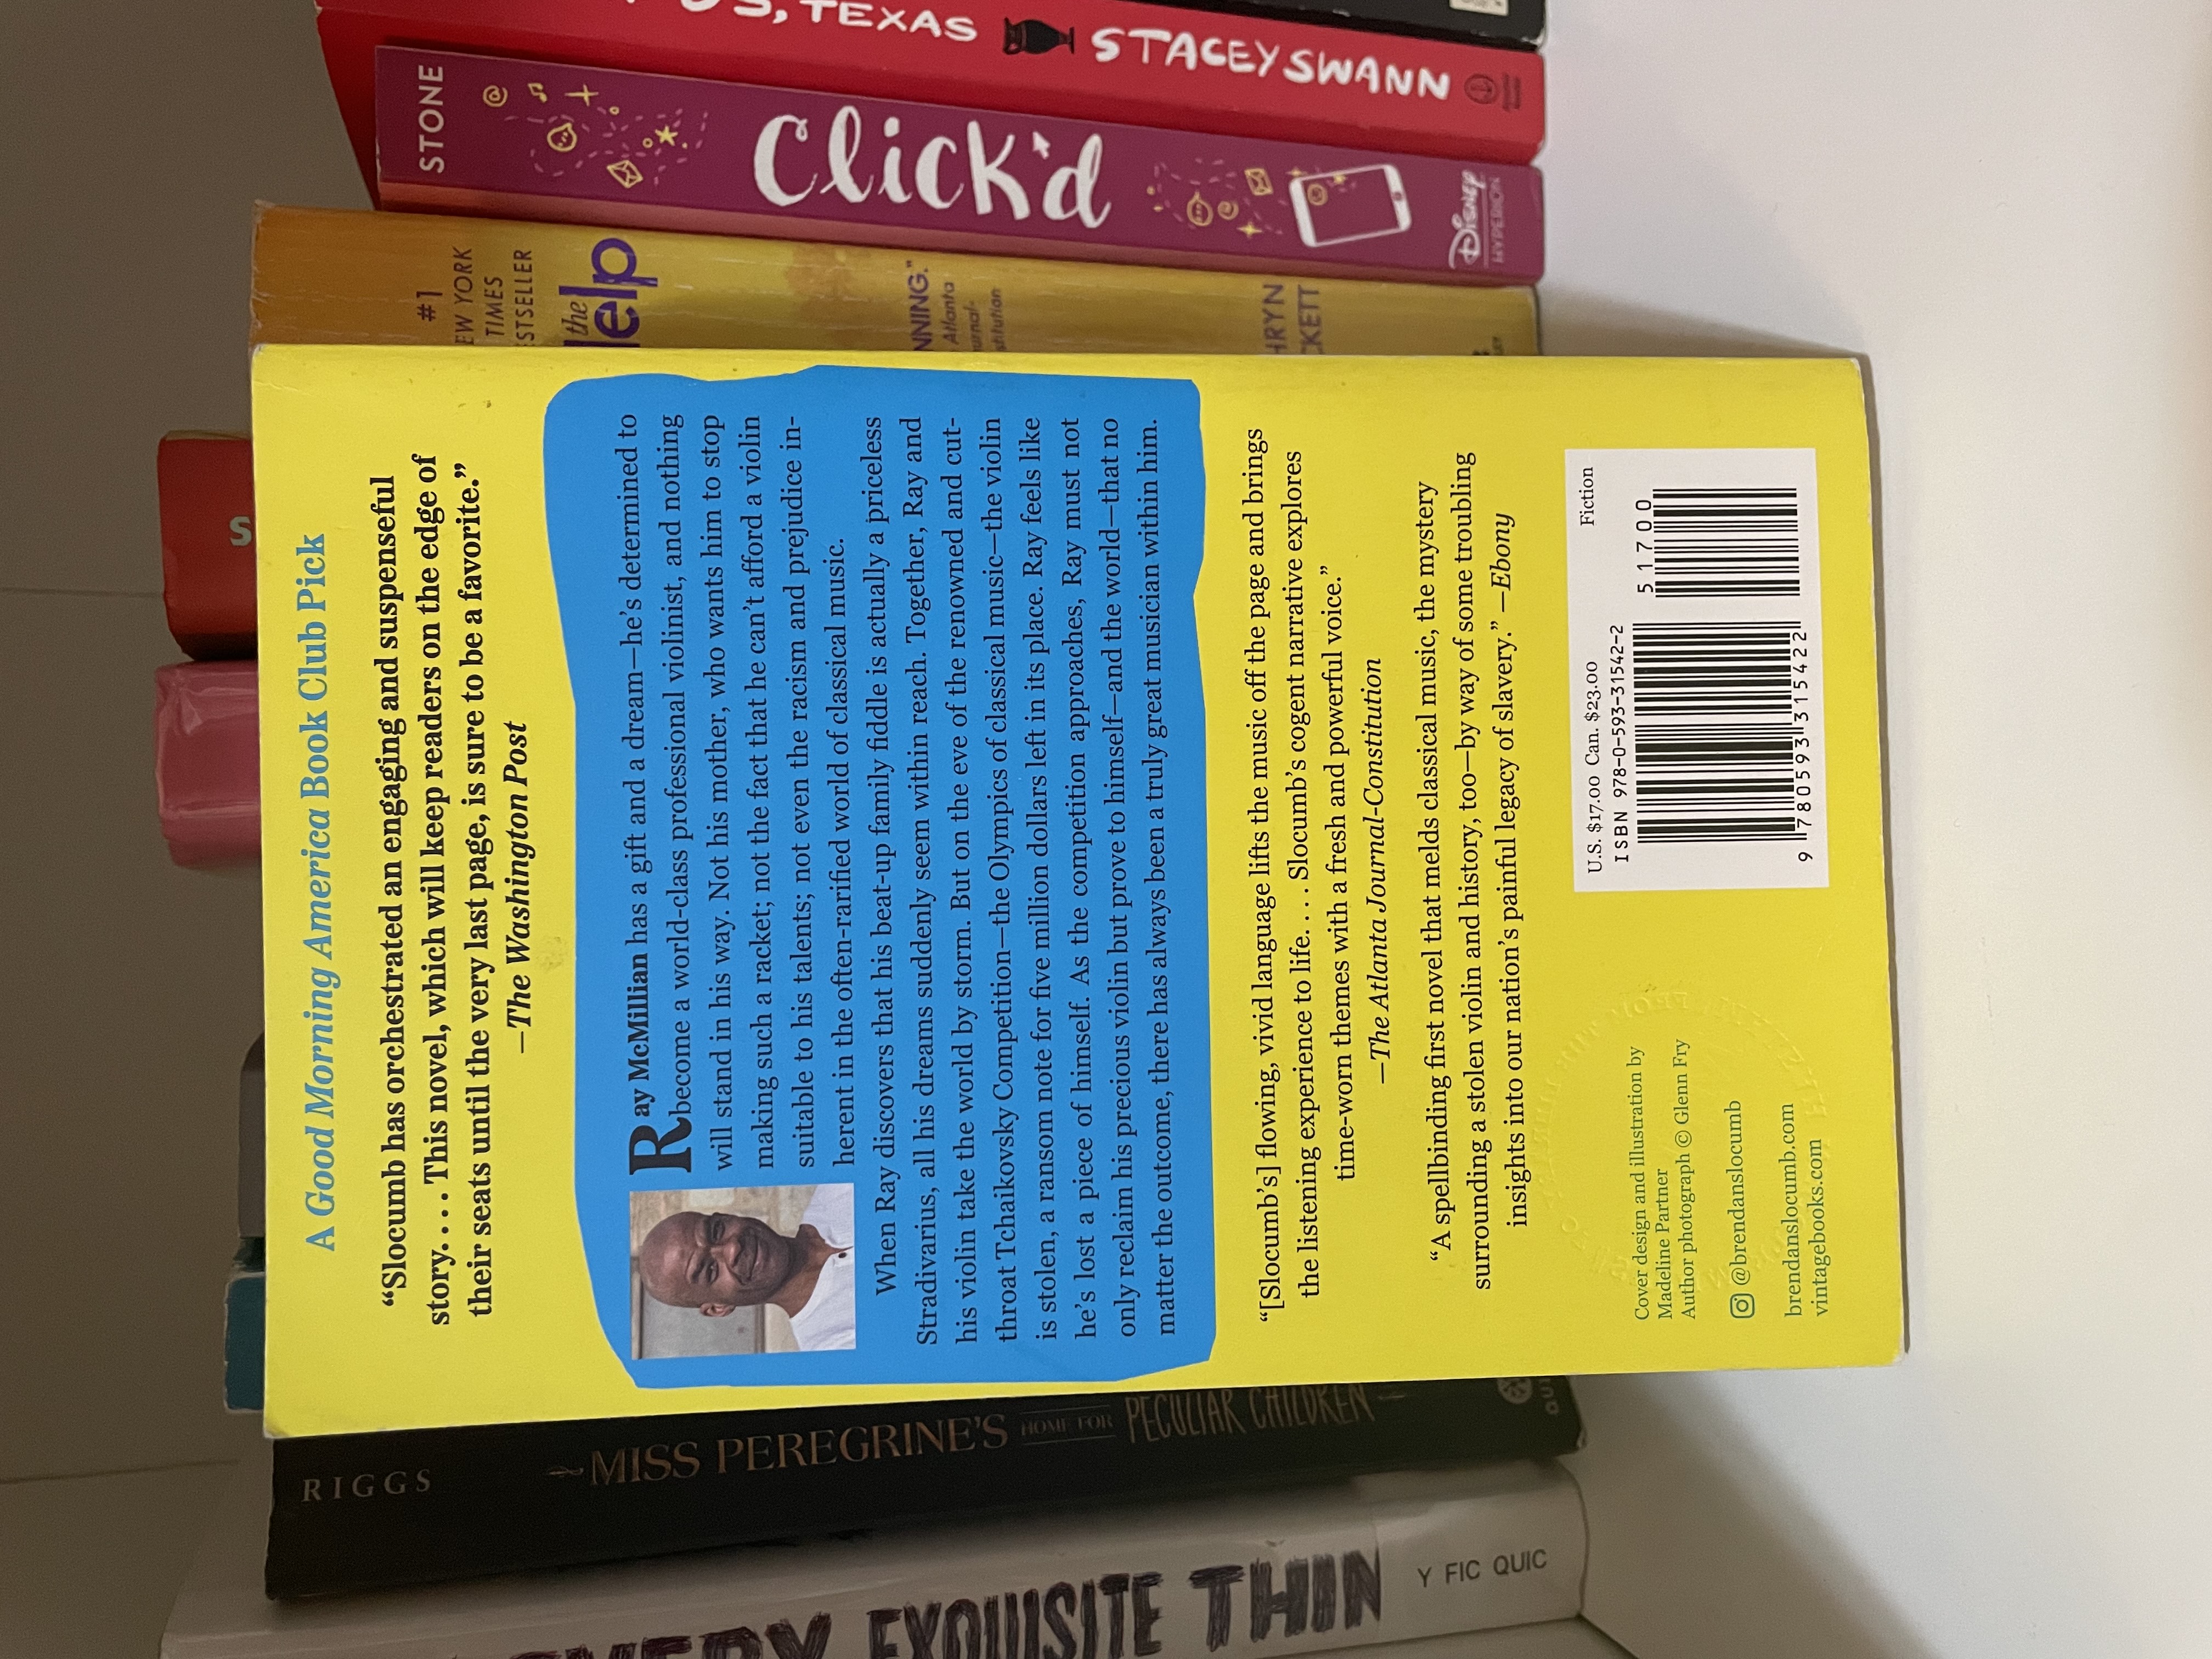 A Good Morning America Book Club Pick
“Slocumb has orchestrated an engaging and suspenseful
story. . . . This novel, which will keep readers on the edge of
their seats until the very last page, is sure to be a favorite.”
—The Washington Post
Ray McMillian has a gift and a dream—he’s determined to
become a world-class professional violinist, and nothing
will stand in his way. Not his mother, who wants him to stop
making such a racket; not the fact that he can’t afford a violin
suitable to his talents; not even the racism and prejudice in-
herent in the often-rarified world of classical music.
When Ray discovers that his beat-up family fiddle is actually a priceless
Stradivarius, all his dreams suddenly seem within reach. Together, Ray and
his violin take the world by storm. But on the eve of the renowned and cut-
throat Tchaikovsky Competition—the Olympics of classical music—the violin
is stolen, a ransom note for five million dollars left in its place. Ray feels like
he’s lost a piece of himself. As the competition approaches, Ray must not
only reclaim his precious violin but prove to himself—and the world—that no
matter the outcome, there has always been a truly great musician within him.
“[Slocumb’s] flowing, vivid language lifts the music off the page and brings
the listening experience to life. . . . Slocumb’s cogent narrative explores
time-worn themes with a fresh and powerful voice.”
—The Atlanta Journal-Constitution
“A spellbinding first novel that melds classical music, the mystery
surrounding a stolen violin and history, too—by way of some troubling
insights into our nation’s painful legacy of slavery.” —Ebony
Cover design and illustration by
Madeline Partner
Author photograph © Glenn Fry
@brendanslocumb
brendanslocumb.com
vintagebooks.com
U.S. $17.00 Can. $23.00
Fiction
ISBN 978-0-593-31542-2
51700
9 780593 315422
EXQUISITE THIN
Y FIC QUIC
RIGGS
MISS PEREGRINE’S HOME FOR PECULIAR CHILDREN
S
#1
EW YORK
TIMES
STSELLER
the
elp
NNING.”
Atlanta
urnal-
stitution
HRYN
CKETT
STONE
Click’d
Disney
HYPERION
, TEXAS
STACEY SWANN